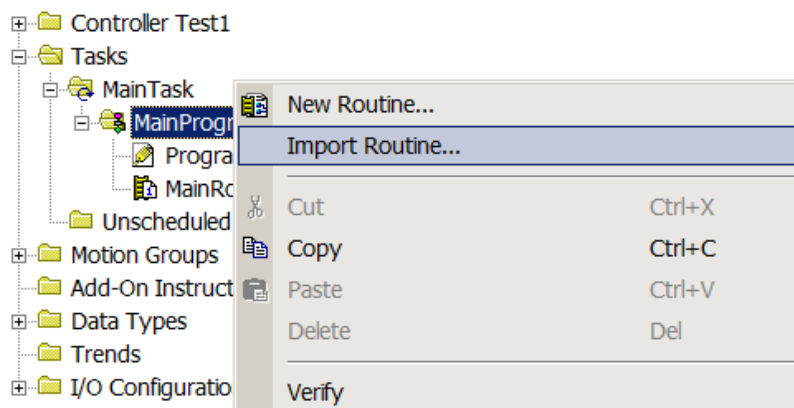 Controller Test1
Tasks
MainTask
MainProgr
Progra
MainRo
Unscheduled
Motion Groups
Add-On Instruct
Data Types
Trends
I/O Configuratio
New Routine...
Import Routine...
Cut Ctrl+X
Copy Ctrl+C
Paste Ctrl+V
Delete Del
Verify